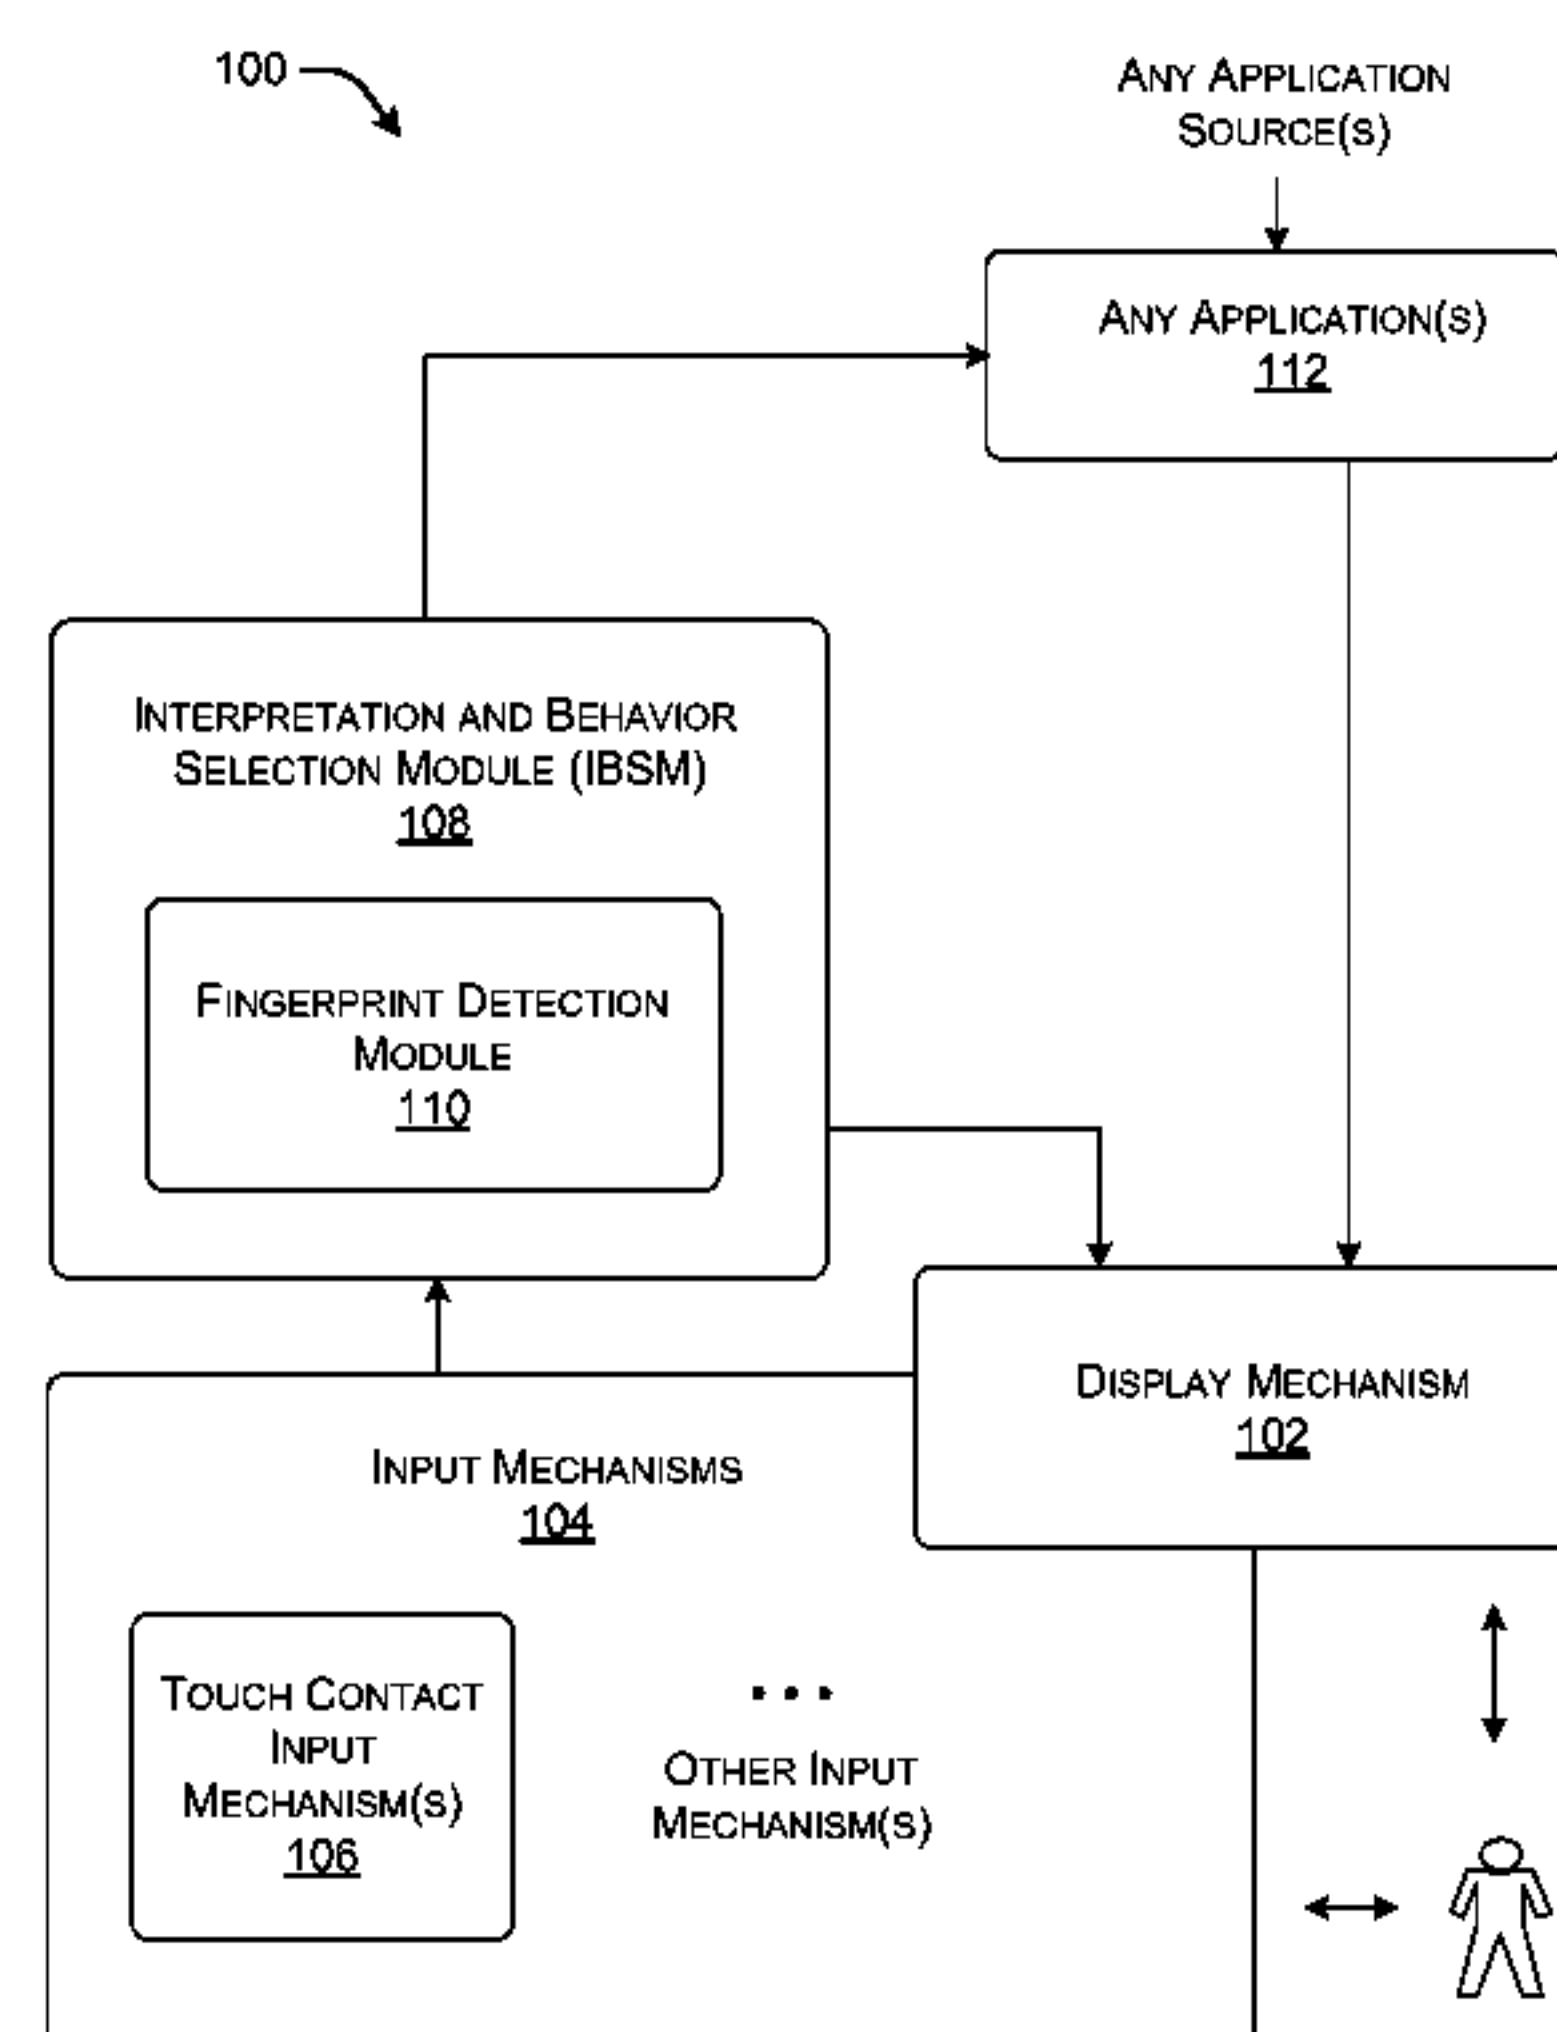 100
ANY APPLICATION
SOURCE(S)
ANY APPLICATION(S)
112
INTERPRETATION AND BEHAVIOR
SELECTION MODULE (IBSM)
108
FINGERPRINT DETECTION
MODULE
110
DISPLAY MECHANISM
102
INPUT MECHANISMS
104
TOUCH CONTACT
INPUT
MECHANISM(S)
106
• • •
OTHER INPUT
MECHANISM(S)